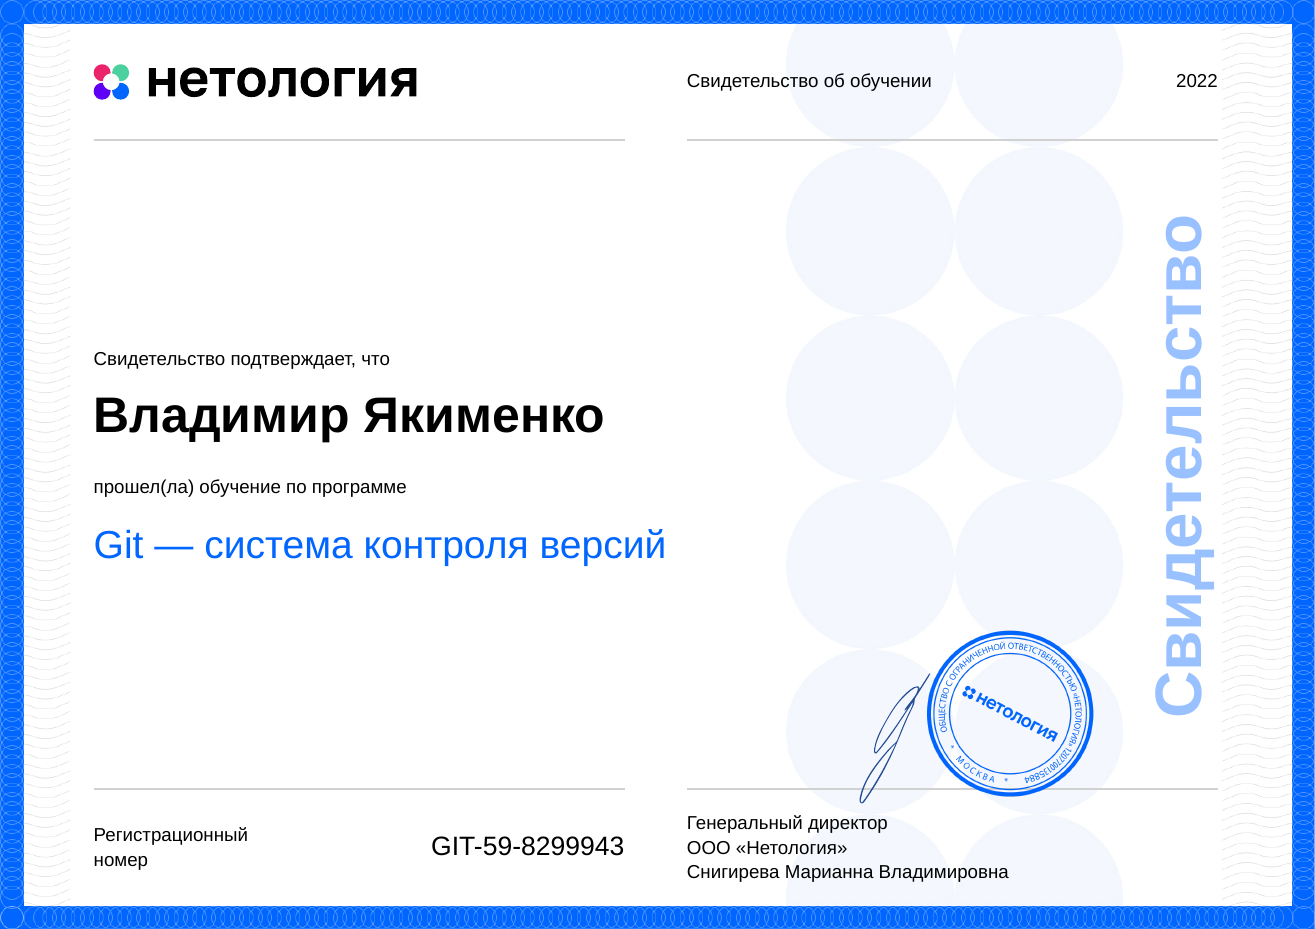 нетология
Свидетельство об обучении
2022
Свидетельство подтверждает, что
Владимир Якименко
прошел(ла) обучение по программе
Git — система контроля версий
Свидетельство
ОБЩЕСТВО С ОГРАНИЧЕННОЙ ОТВЕТСТВЕННОСТЬЮ «НЕТОЛОГИЯ» 1207700135884
* МОСКВА *
нетология
Регистрационный
номер
GIT-59-8299943
Генеральный директор
ООО «Нетология»
Снигирева Марианна Владимировна